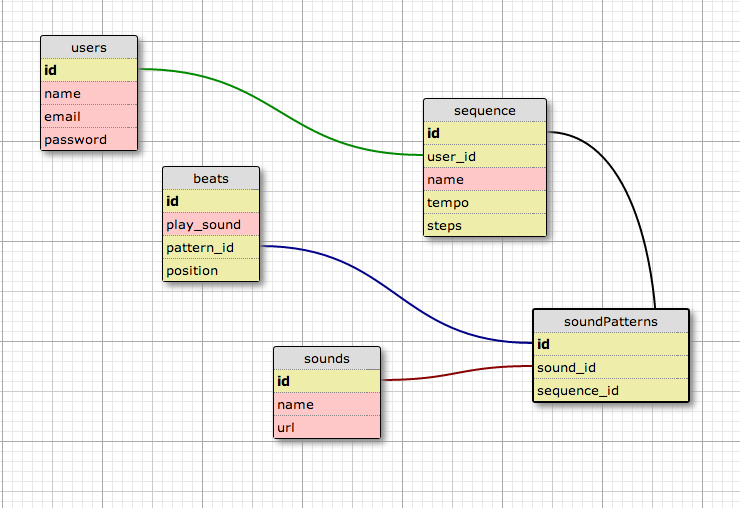 users
id
name
email
password
sequence
id
user_id
name
tempo
steps
beats
id
play_sound
pattern_id
position
soundPatterns
id
sound_id
sequence_id
sounds
id
name
url